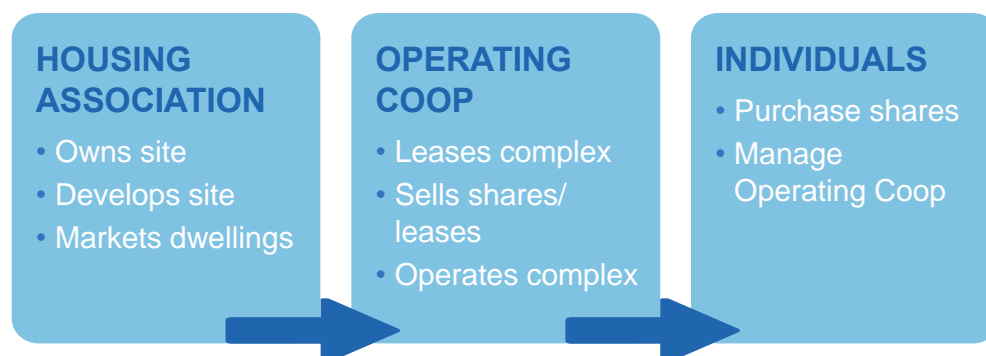 HOUSING
ASSOCIATION
• Owns site
• Develops site
• Markets dwellings
OPERATING
COOP
• Leases complex
• Sells shares/
leases
• Operates complex
INDIVIDUALS
• Purchase shares
• Manage
Operating Coop